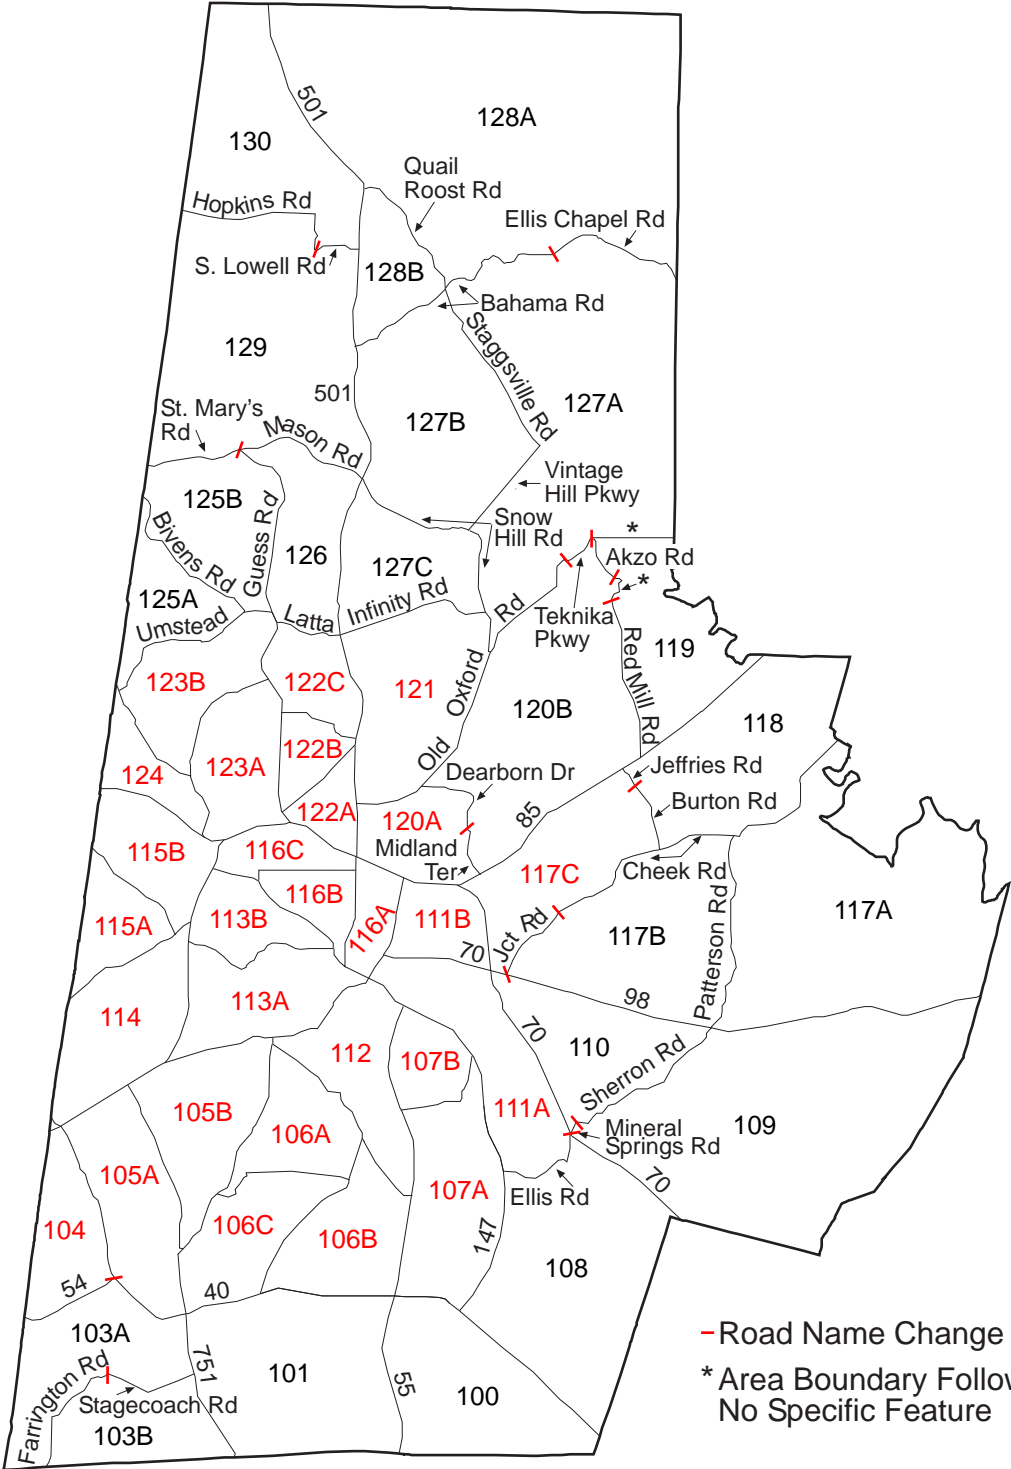 501
128A
130
Quail
Roost Rd
Hopkins Rd
Ellis Chapel Rd
S. Lowell Rd
128B
Bahama Rd
129
Staggsville Rd
501
127A
St. Mary's
Rd
Mason Rd
127B
Vintage
Hill Pkwy
125B
Guess Rd
Snow
Hill Rd
*
Bivens Rd
126
127C
Akzo Rd
*
125A
Umstead
Latta
Infinity Rd
Rd
Teknika
Pkwy
Red Mill Rd
119
123B
122C
121
Oxford
120B
118
122B
Old
124
123A
Dearborn Dr
Jeffries Rd
122A
120A
85
Burton Rd
115B
116C
Midland
Ter
117C
Cheek Rd
116B
115A
113B
116A
111B
Jct Rd
117B
Patterson Rd
117A
70
98
114
113A
70
112
107B
110
Sherron Rd
105B
106A
111A
Mineral
Springs Rd
109
105A
107A
Ellis Rd
70
104
106C
106B
147
108
54
40
103A
- Road Name Change
Farrington Rd
751
101
55
100
* Area Boundary Follow
No Specific Feature
Stagecoach Rd
103B